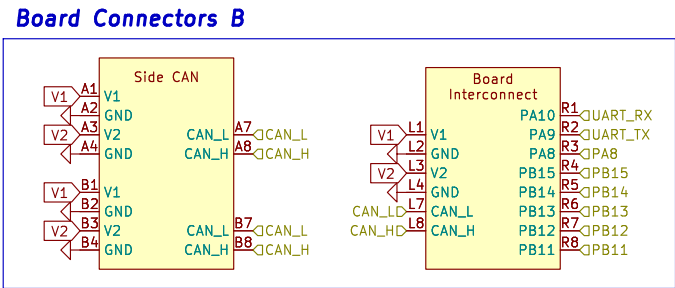 Board Connectors B
Side CAN
V1 A1 V1
A2 GND
V2 A3 V2 CAN_L A7 CAN_L
A4 GND CAN_H A8 CAN_H
V1 B1 V1
B2 GND
V2 B3 V2 CAN_L B7 CAN_L
B4 GND CAN_H B8 CAN_H
Board
Interconnect
PA10 R1 UART_RX
V1 L1 V1 PA9 R2 UART_TX
L2 GND PA8 R3 PA8
V2 L3 V2 PB15 R4 PB15
L4 GND PB14 R5 PB14
CAN_L L7 CAN_L PB13 R6 PB13
CAN_H L8 CAN_H PB12 R7 PB12
PB11 R8 PB11